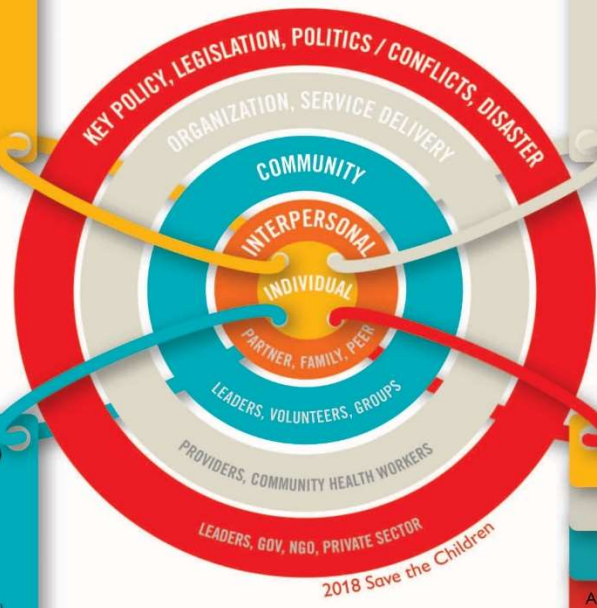 KEY POLICY, LEGISLATION, POLITICS / CONFLICTS, DISASTER
ORGANIZATION, SERVICE DELIVERY
COMMUNITY
INTERPERSONAL
INDIVIDUAL
PARTNER, FAMILY, PEER
LEADERS, VOLUNTEERS, GROUPS
PROVIDERS, COMMUNITY HEALTH WORKERS
LEADERS, GOV, NGO, PRIVATE SECTOR
2018 Save the Children
A